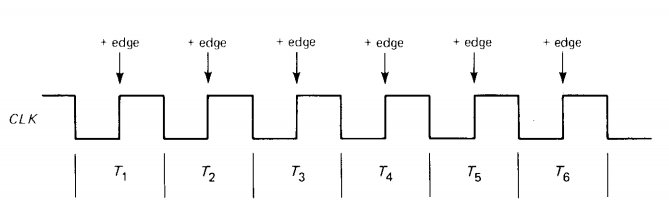 + edge + edge + edge + edge + edge + edge
CLK
T1 T2 T3 T4 T5 T6